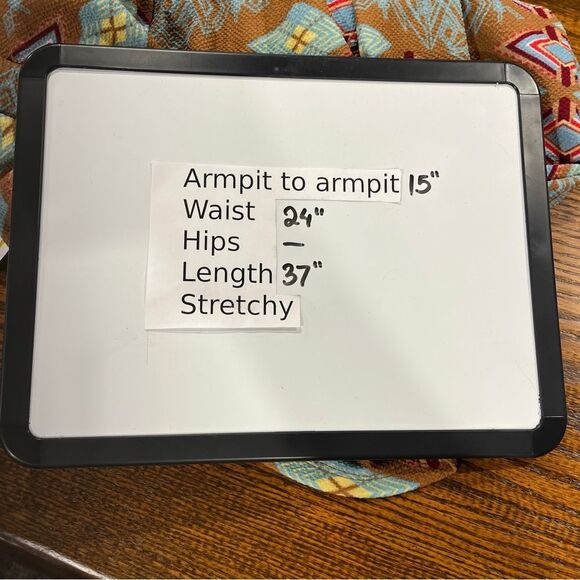 Armpit to armpit 15"
Waist 24"
Hips —
Length 37"
Stretchy